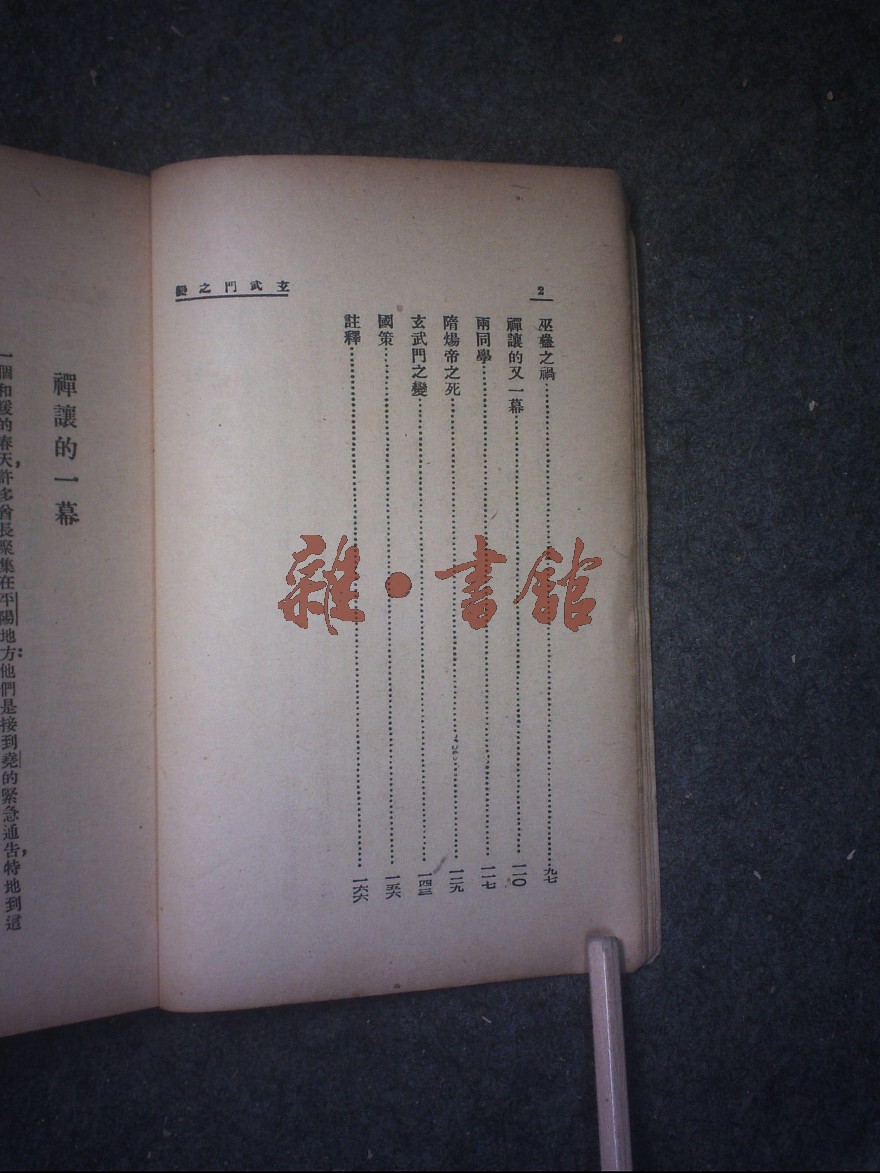 2
玄武門之變
巫蠱之禍 九七
禪讓的又一幕 一一〇
兩同學 一一七
隋煬帝之死 一二九
玄武門之變 一四三
國策 一五六
註釋 一六六
禪讓的一幕
一個和暖的春天，許多酋長聚集在平陽地方：他們是接到堯的緊急通告，特地到這
雜·書館